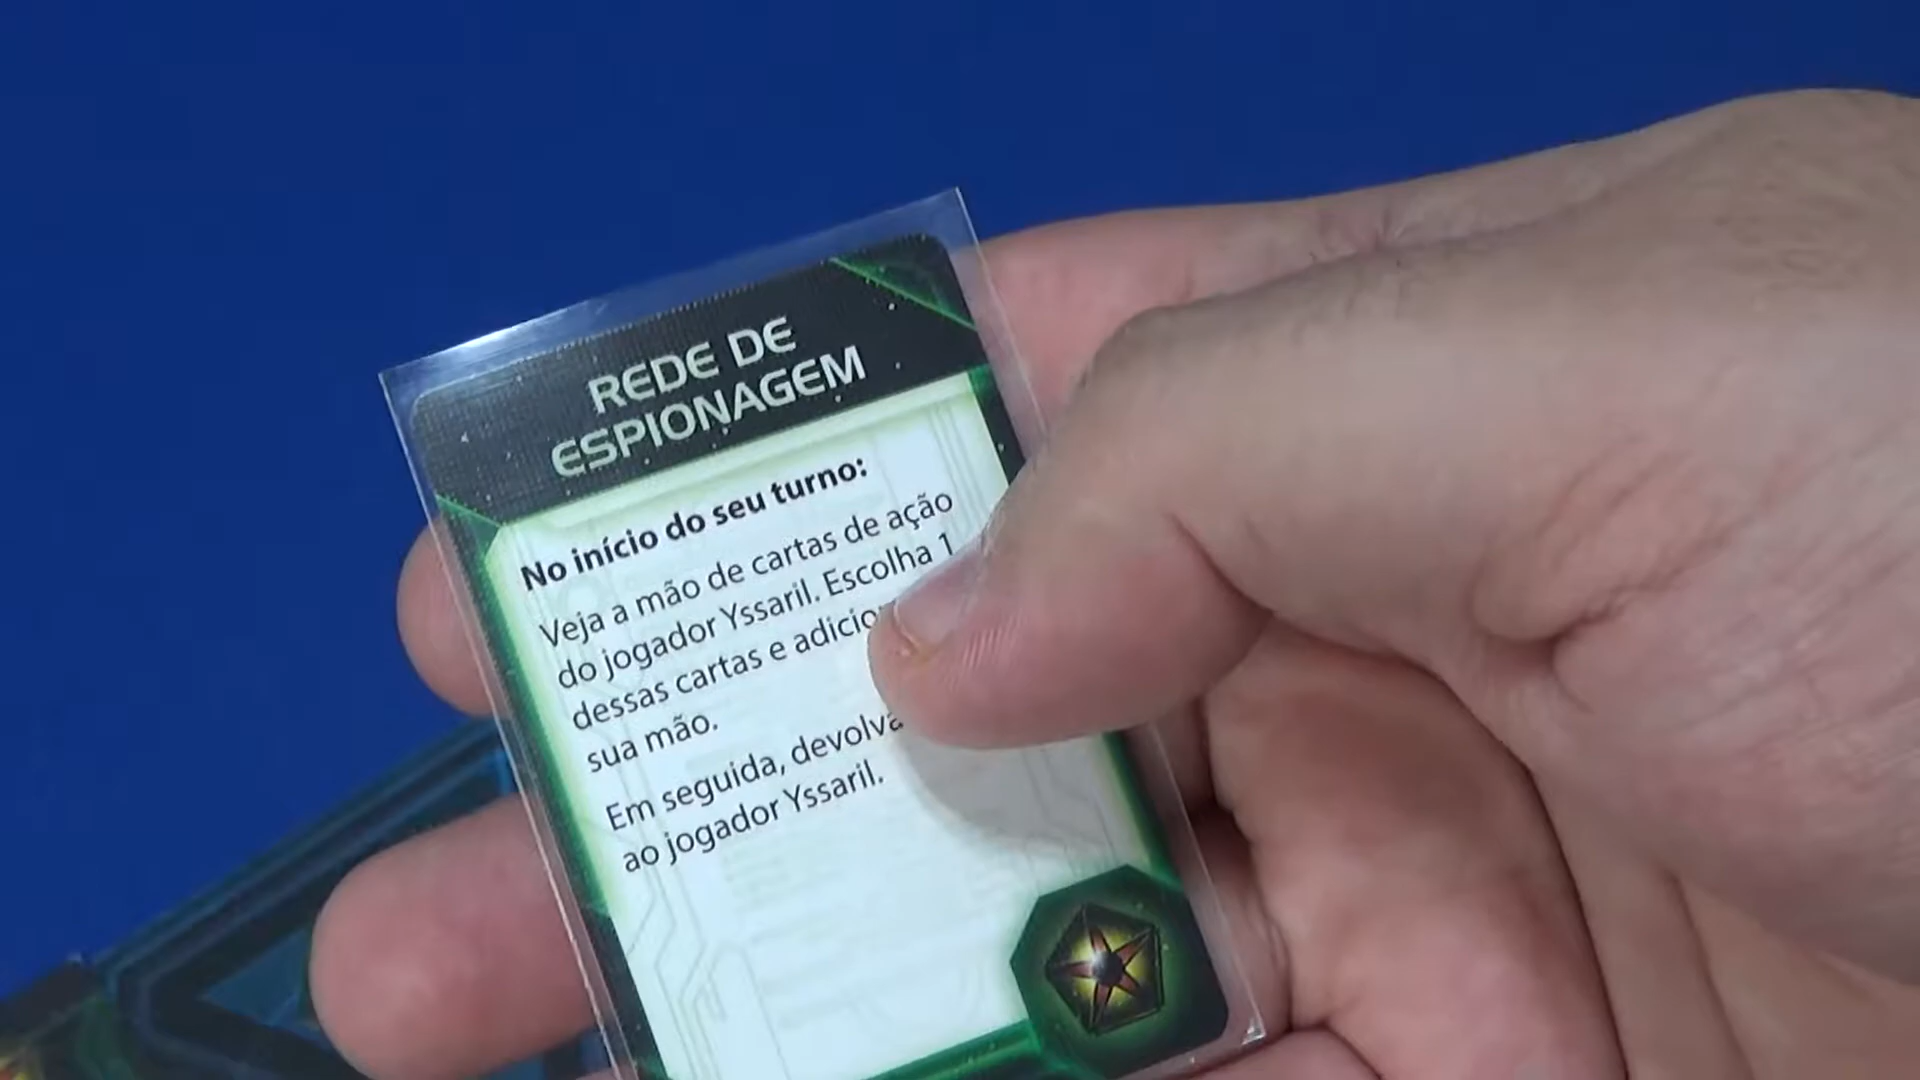 REDE DE
ESPIONAGEM
No início do seu turno:
Veja a mão de cartas de ação
do jogador Yssaril. Escolha 1
dessas cartas e
sua mão.
Em seguida, devolva
ao jogador Yssaril.